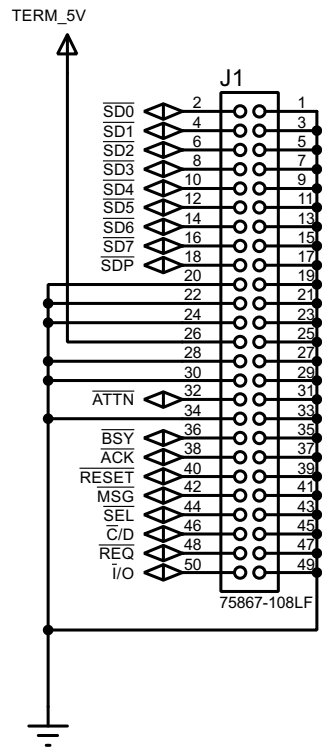 TERM_5V
J1
SD0 2 1
SD1 4 3
SD2 6 5
SD3 8 7
SD4 10 9
SD5 12 11
SD6 14 13
SD7 16 15
SDP 18 17
20 19
22 21
24 23
26 25
28 27
30 29
ATTN 32 31
34 33
BSY 36 35
ACK 38 37
RESET 40 39
MSG 42 41
SEL 44 43
C/D 46 45
REQ 48 47
I/O 50 49
75867-108LF